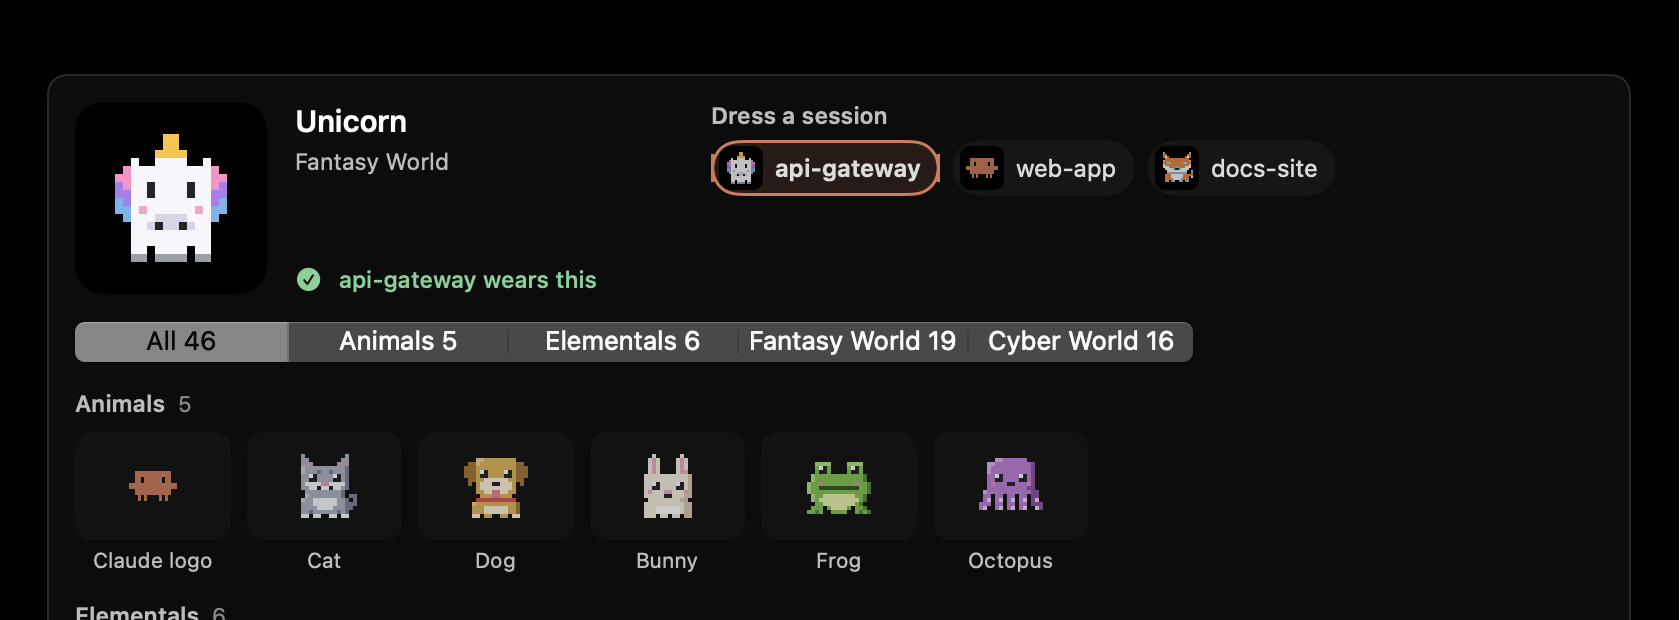 Unicorn
Fantasy World
Dress a session
api-gateway
web-app
docs-site
api-gateway wears this
All 46
Animals 5
Elementals 6
Fantasy World 19
Cyber World 16
Animals 5
Claude logo
Cat
Dog
Bunny
Frog
Octopus
Elementals 6